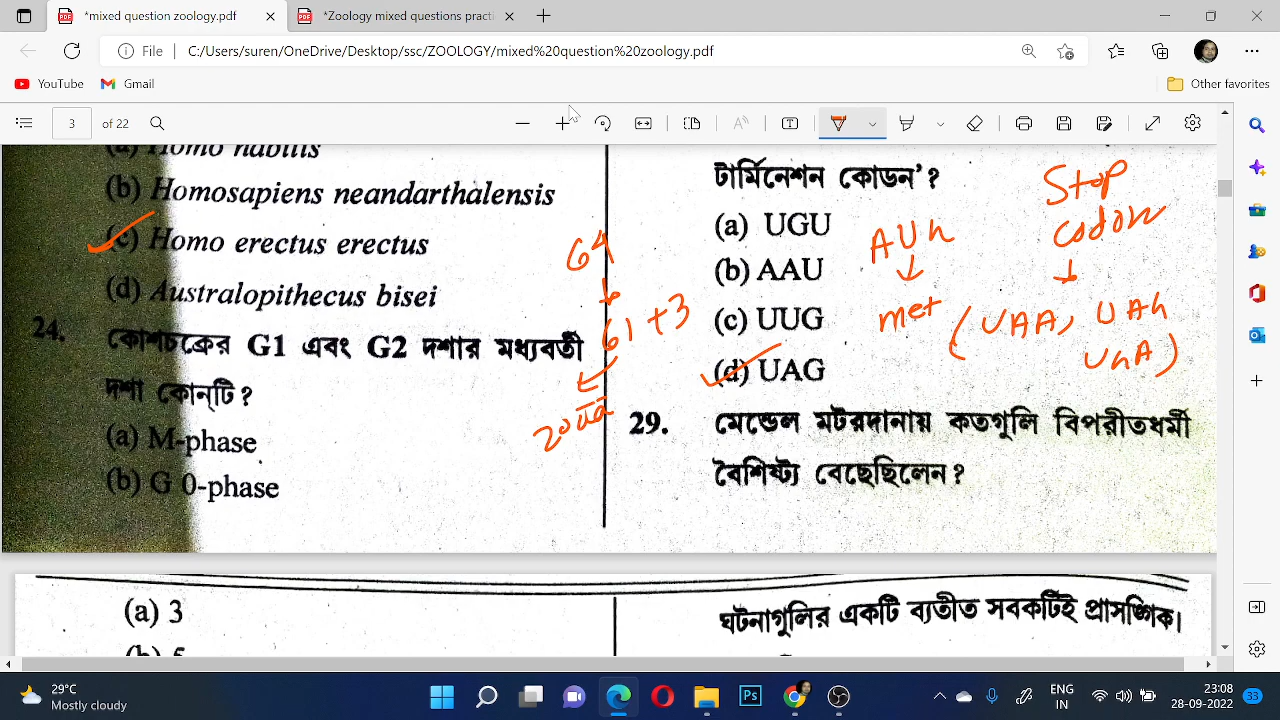 *mixed question zoology.pdf
*Zoology mixed questions practi
File
C:/Users/suren/OneDrive/Desktop/ssc/ZOOLOGY/mixed%20question%20zoology.pdf
YouTube
Gmail
Other favorites
3
of 22
(b) Homosapiens neandarthalensis
(c) Homo erectus erectus
(d) Australopithecus bisei
24. কোশচক্রের G1 এবং G2 দশার মধ্যবর্তী
দশা কোন্‌টি?
(a) M-phase
(b) G 0-phase
64
61 + 3
20
টার্মিনেশন কোডন'?
(a) UGU
(b) AAU
(c) UUG
(d) UAG
AUG
met
Stop
codon
(UAA, UAG
UGA)
29. মেন্ডেল মটরদানায় কতগুলি বিপরীতধর্মী
বৈশিষ্ট্য বেছেছিলেন?
(a) 3
ঘটনাগুলির একটি ব্যতীত সবকটিই প্রাসঙ্গিক।
29°C
Mostly cloudy
ENG
IN
23:08
28-09-2022
33